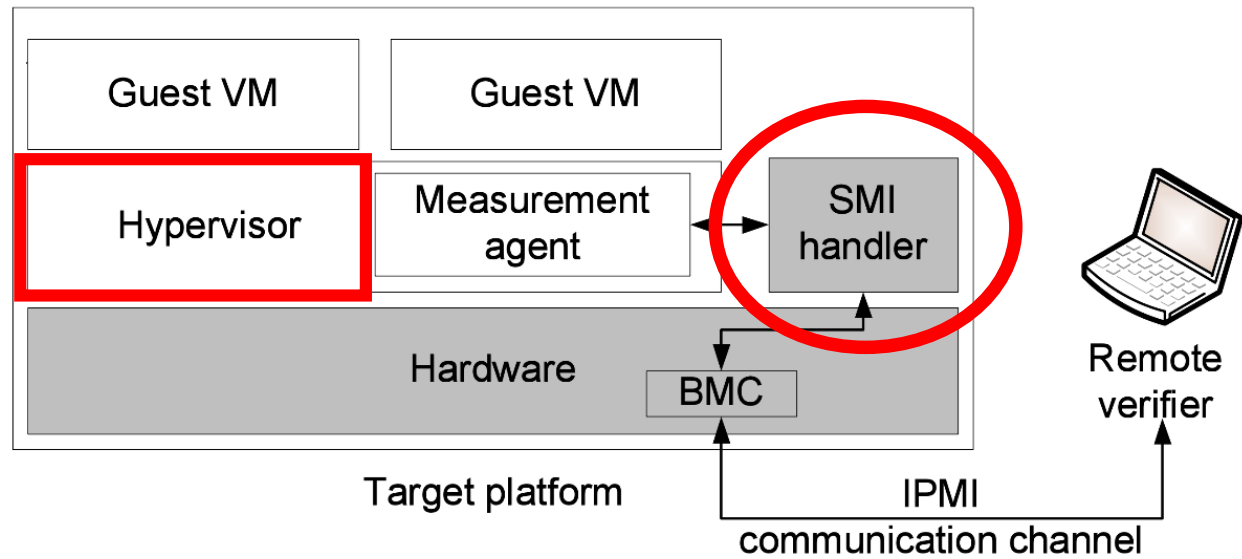 Guest VM
Guest VM
Hypervisor
Measurement
agent
SMI
handler
Hardware
BMC
Remote
verifier
Target platform
IPMI
communication channel